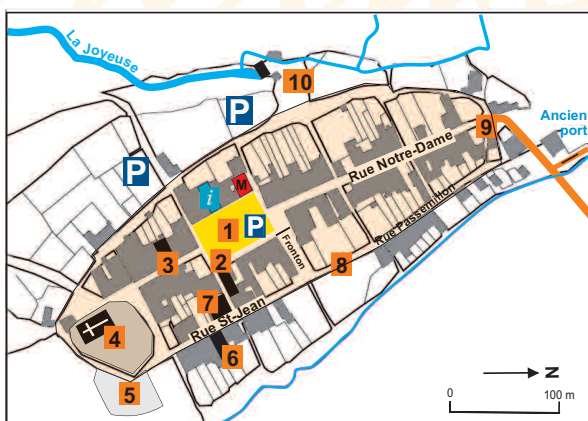 La Joyeuse
10
P
Ancien
port
9
P
Rue Notre-Dame
M
i
1
P
Rue Passemillon
2
3
Fronton
8
7
Rue St-Jean
4
6
5
N
0
100 m